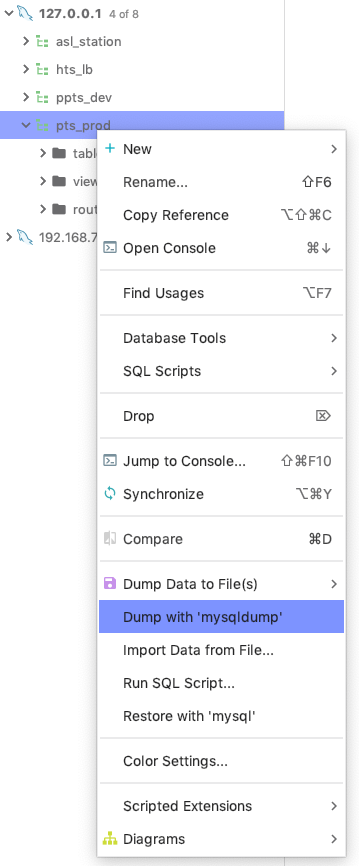 127.0.0.1 4 of 8
asl_station
hts_lb
ppts_dev
pts_prod
New
Rename... ⇧F6
Copy Reference ⌥⇧⌘C
Open Console ⌘↓
Find Usages ⌥F7
Database Tools
SQL Scripts
Drop ⌦
Jump to Console... ⇧⌘F10
Synchronize ⌥⌘Y
Compare ⌘D
Dump Data to File(s)
Dump with 'mysqldump'
Import Data from File...
Run SQL Script...
Restore with 'mysql'
Color Settings...
Scripted Extensions
Diagrams
tabl
view
rout
192.168.7